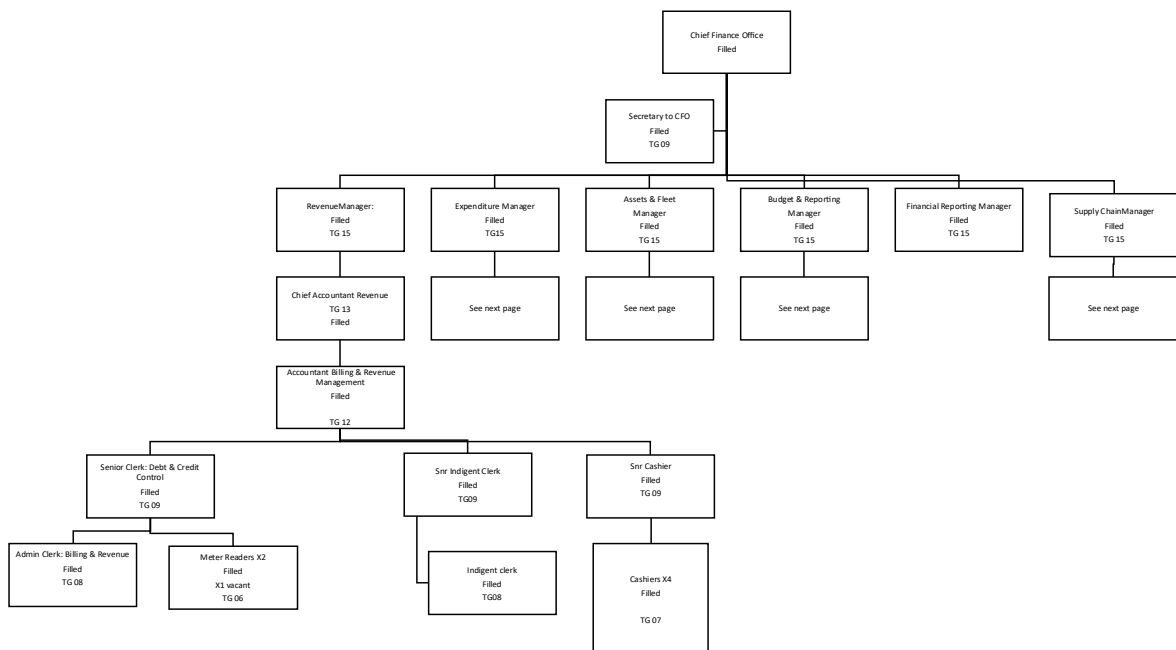 Chief Finance Office
Filled
Secretary to CFO
Filled
TG 09
RevenueManager:
Filled
TG 15
Expenditure Manager
Filled
TG15
Assets & Fleet
Manager
Filled
TG 15
Budget & Reporting
Manager
Filled
TG 15
Financial Reporting Manager
Filled
TG 15
Supply ChainManager
Filled
TG 15
Chief Accountant Revenue
TG 13
Filled
See next page
See next page
See next page
See next page
Accountant Billing & Revenue
Management
Filled
TG 12
Senior Clerk: Debt & Credit
Control
Filled
TG 09
Snr Indigent Clerk
Filled
TG09
Snr Cashier
Filled
TG 09
Admin Clerk: Billing & Revenue
Filled
TG 08
Meter Readers X2
Filled
X1 vacant
TG 06
Indigent clerk
Filled
TG08
Cashiers X4
Filled
TG 07